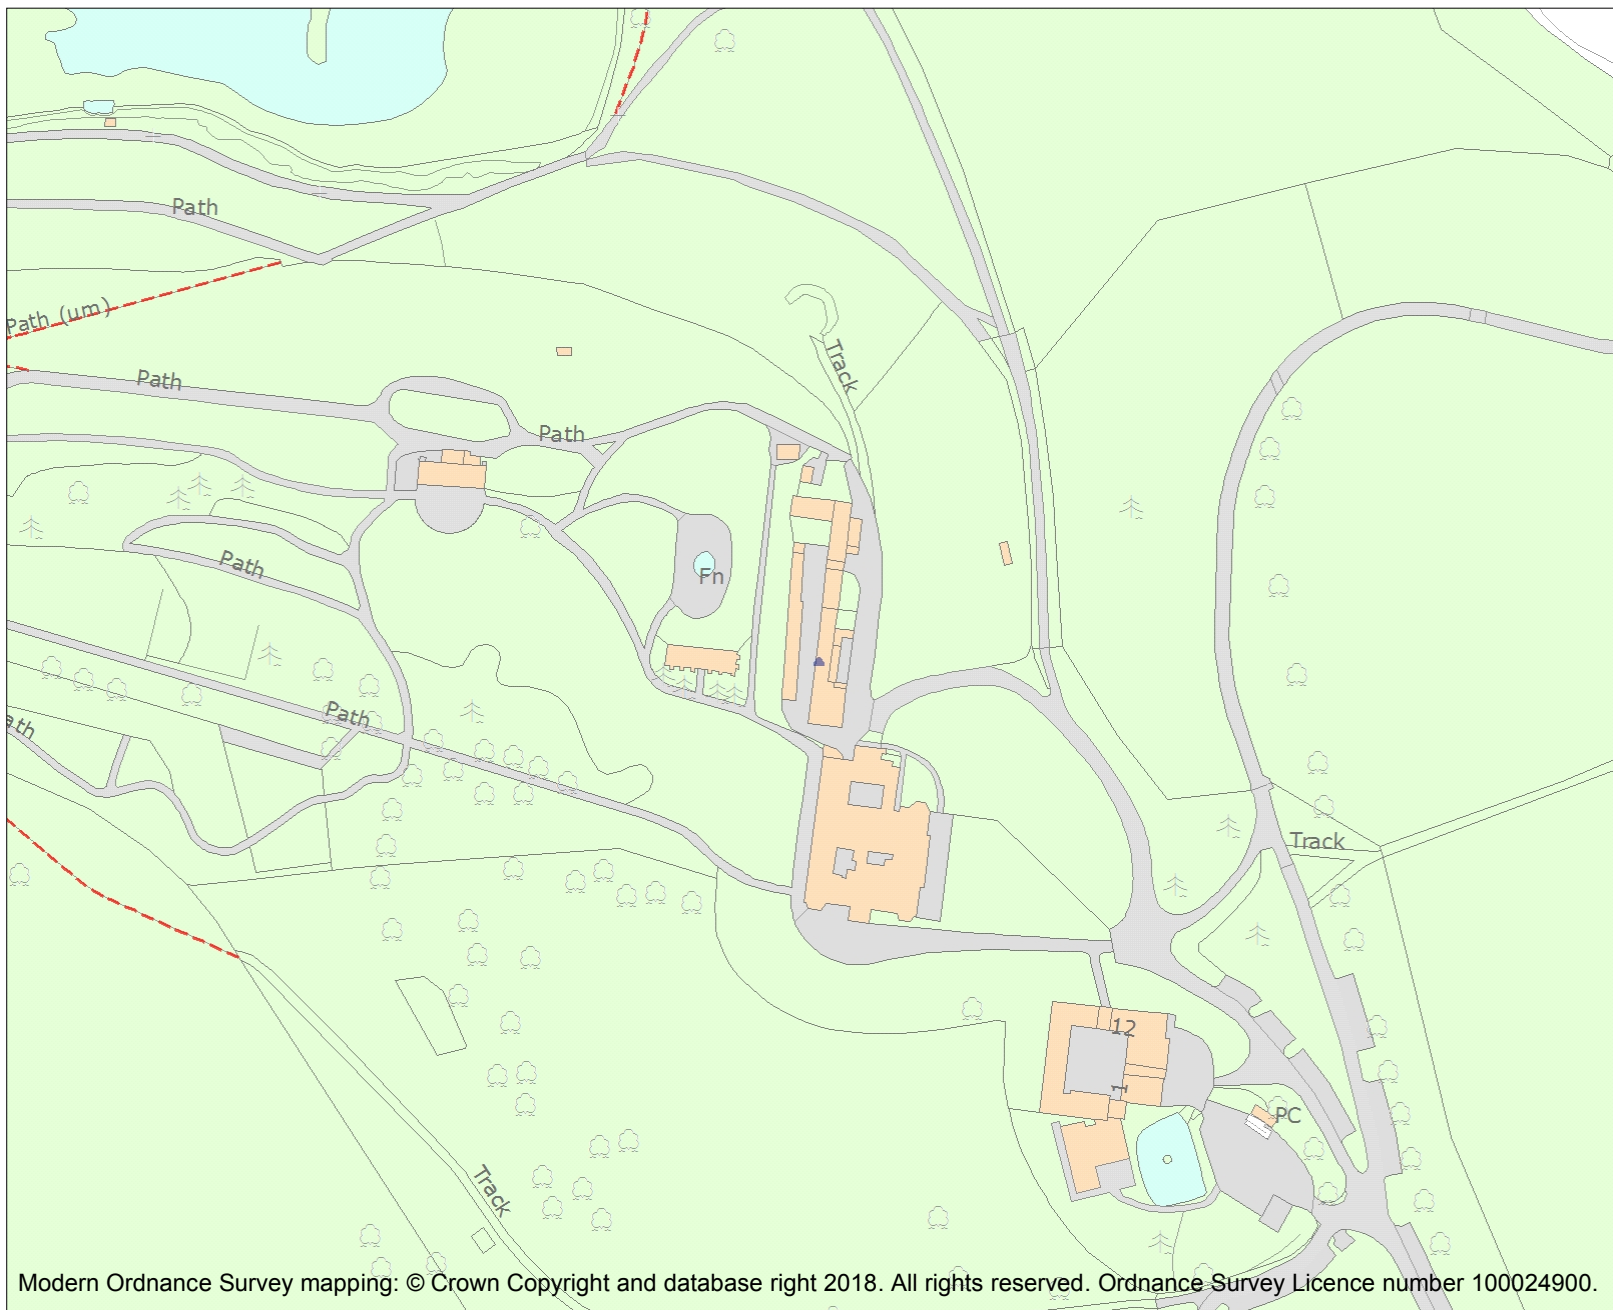 Path
Path (um)
Track
Path
Path
Path
Fn
Path
ath
Track
12
1
PC
Track
Modern Ordnance Survey mapping: © Crown Copyright and database right 2018. All rights reserved. Ordnance Survey Licence number 100024900.